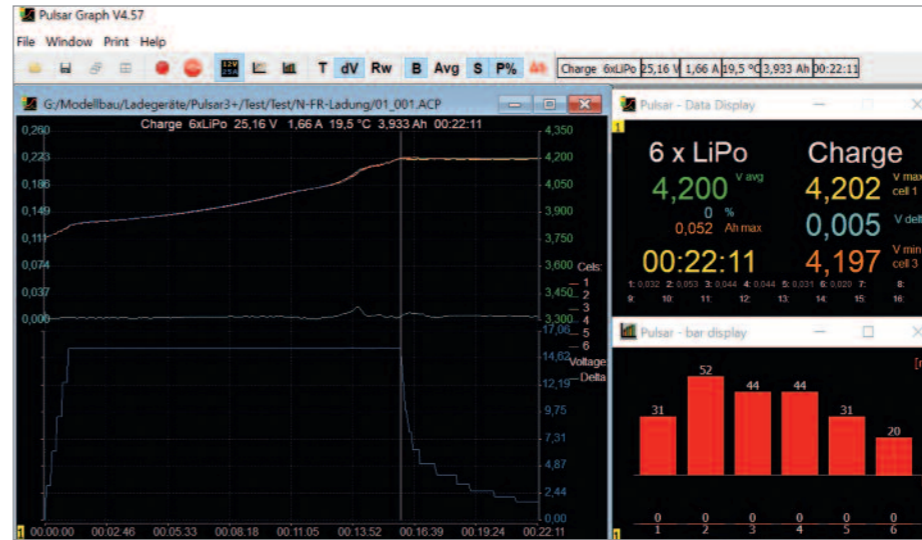 Pulsar Graph V4.57
File Window Print Help
12V
25A
T dV Rw B Avg S P%
Charge 6xLiPo 25,16 V 1,66 A 19,5 °C 3,933 Ah 00:22:11
G:/Modellbau/Ladegeräte/Pulsar3+/Test/Test/N-FR-Ladung/01_001.ACP
Charge 6xLiPo 25,16 V 1,66 A 19,5 °C 3,933 Ah 00:22:11
0,260
0,223
0,186
0,149
0,111
0,074
0,037
0,000
4,350
4,200
4,050
3,900
3,750
3,600
3,450
3,300
Cels:
1
2
3
4
5
6
Voltage
Delta
17,06
14,62
12,19
9,75
7,31
4,87
2,44
0,00
1 00.00.00 00.02.46 00.05.33 00.08.18 00.11.05 00.13.52 00.16.39 00.19.24 00.22.11
Pulsar - Data Display
1
6 x LiPo Charge
4,200 V avg 4,202 V max cell 1
0 %
0,052 Ah max
0,005 V delt
00:22:11 4,197 V min cell 3
1: 0,032 2: 0,053 3: 0,044 4: 0,044 5: 0,031 6: 0,020 7: 8:
9: 10: 11: 12: 13: 14: 15: 16:
Pulsar - bar display
31 52 44 44 31 20
0 0 0 0 0 0
1 1 2 3 4 5 6